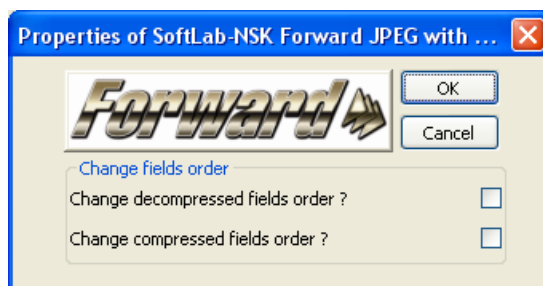 Properties of SoftLab-NSK Forward JPEG with ...
Forward
OK
Cancel
Change fields order
Change decompressed fields order ?
Change compressed fields order ?